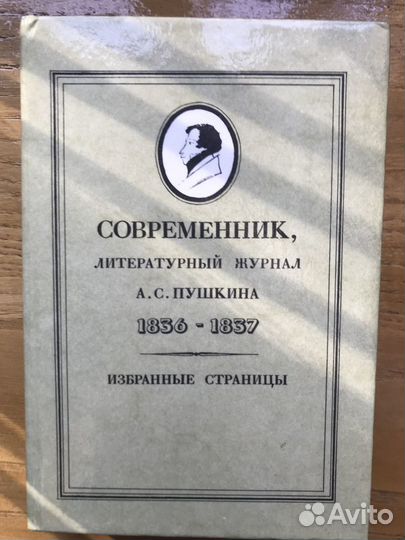 СОВРЕМЕННИК,
ЛИТЕРАТУРНЫЙ ЖУРНАЛ
А.С.ПУШКИНА
1836-1837
ИЗБРАННЫЕ СТРАНИЦЫ
Avito